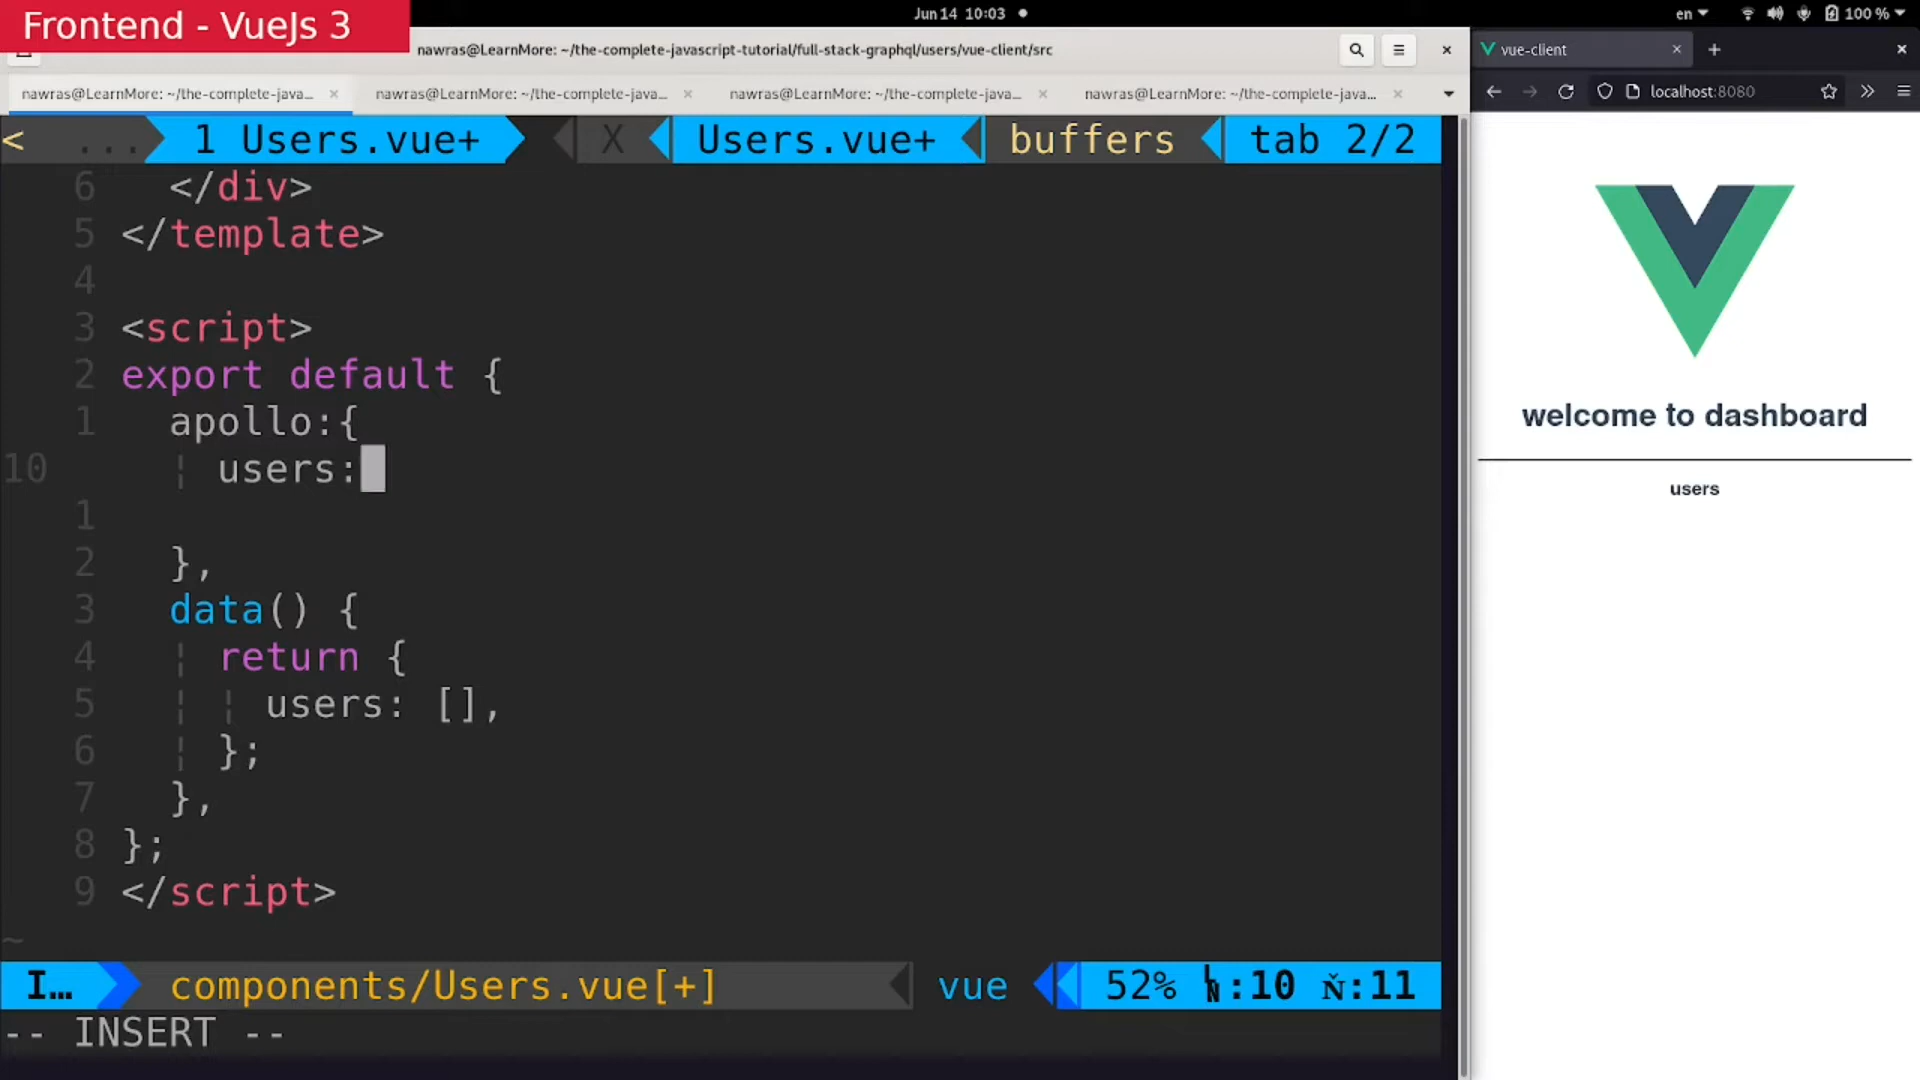 Frontend - VueJs 3
Jun 14 10:03
en
100 %
nawras@LearnMore: ~/the-complete-javascript-tutorial/full-stack-graphql/users/vue-client/src
nawras@LearnMore: ~/the-complete-java...
nawras@LearnMore: ~/the-complete-java...
nawras@LearnMore: ~/the-complete-java...
nawras@LearnMore: ~/the-complete-java...
vue-client
localhost:8080
< ... 1 Users.vue+ X Users.vue+ buffers tab 2/2
6 </div>
5 </template>
4
3 <script>
2 export default {
1 apollo:{
10 users:
1
2 },
3 data() {
4 return {
5 users: [],
6 };
7 },
8 };
9 </script>
~
I... components/Users.vue[+] vue 52% :10 :11
-- INSERT --
welcome to dashboard
users